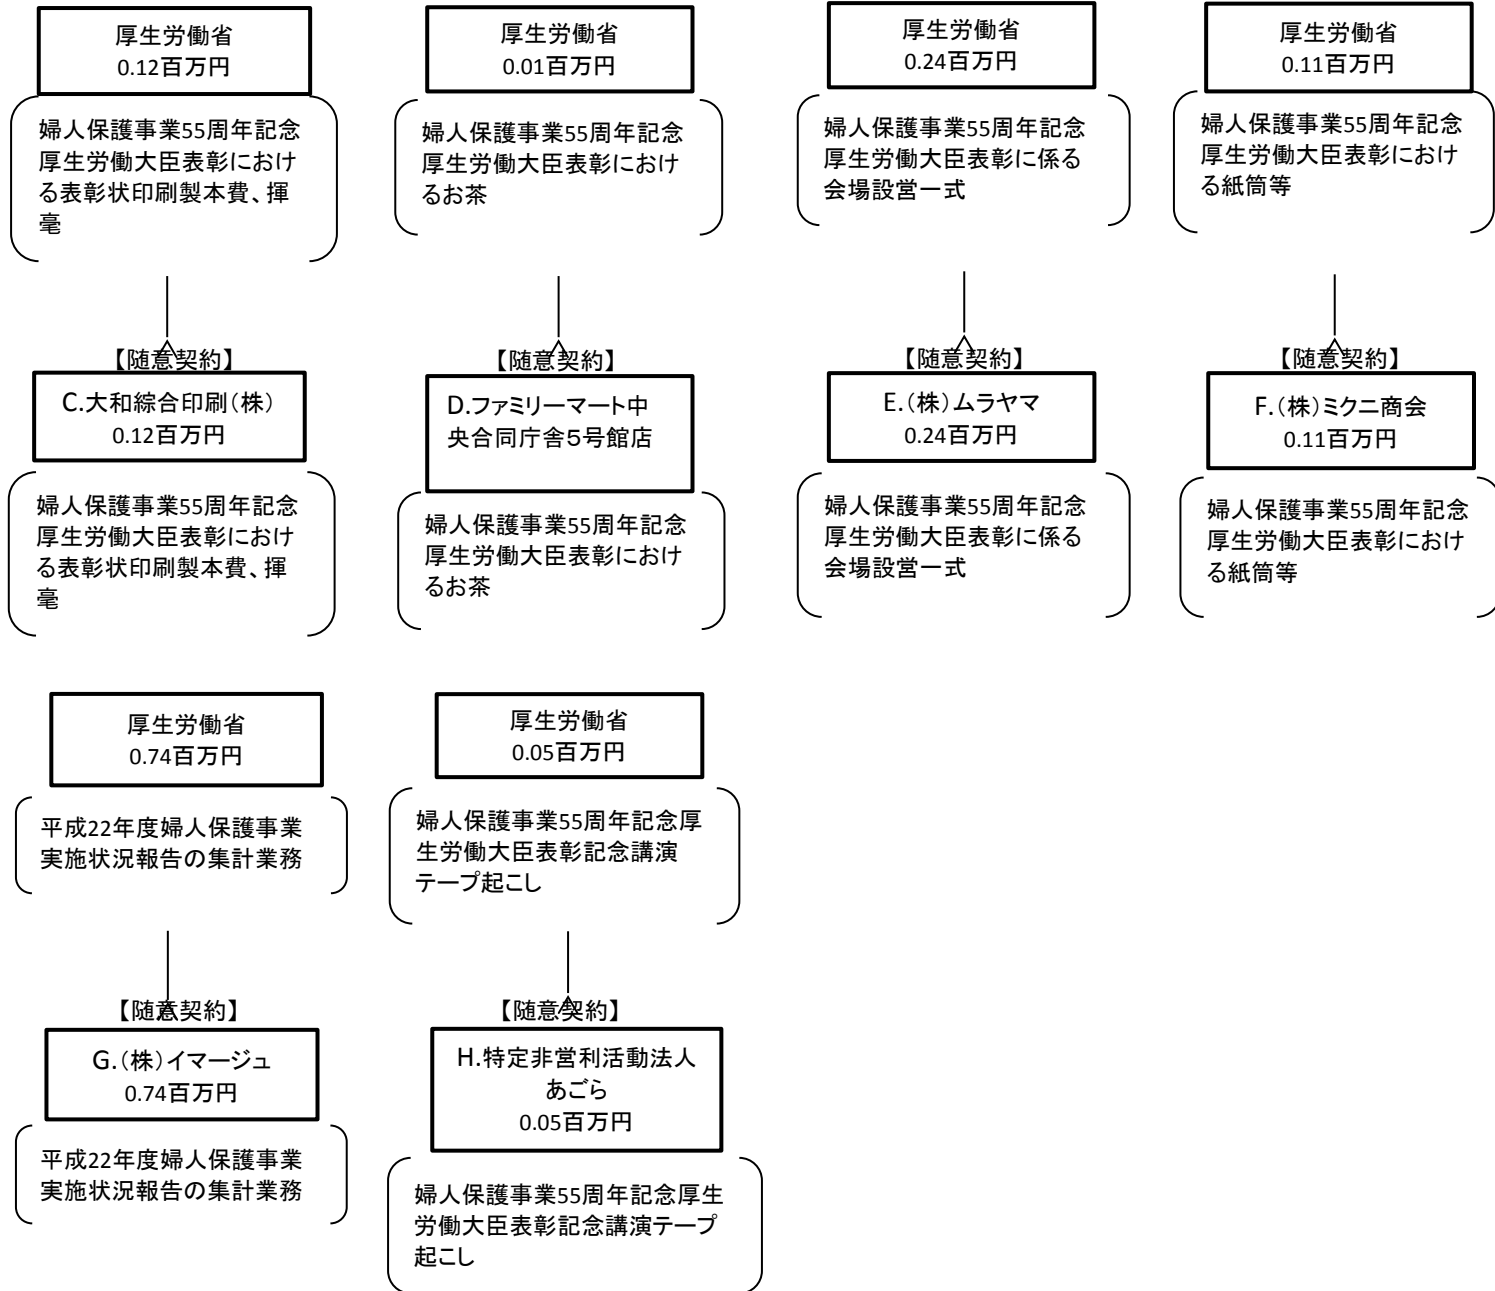 厚生労働省
0.12百万円
婦人保護事業55周年記念
厚生労働大臣表彰におけ
る表彰状印刷製本費、揮
毫
【随意契約】
C.大和綜合印刷(株)
0.12百万円
婦人保護事業55周年記念
厚生労働大臣表彰におけ
る表彰状印刷製本費、揮
毫
厚生労働省
0.01百万円
婦人保護事業55周年記念
厚生労働大臣表彰におけ
るお茶
【随意契約】
D.ファミリーマート中
央合同庁舎5号館店
婦人保護事業55周年記念
厚生労働大臣表彰におけ
るお茶
厚生労働省
0.24百万円
婦人保護事業55周年記念
厚生労働大臣表彰に係る
会場設営一式
【随意契約】
E.(株)ムラヤマ
0.24百万円
婦人保護事業55周年記念
厚生労働大臣表彰に係る
会場設営一式
厚生労働省
0.11百万円
婦人保護事業55周年記念
厚生労働大臣表彰におけ
る紙筒等
【随意契約】
F.(株)ミクニ商会
0.11百万円
婦人保護事業55周年記念
厚生労働大臣表彰におけ
る紙筒等
厚生労働省
0.74百万円
平成22年度婦人保護事業
実施状況報告の集計業務
【随意契約】
G.(株)イマージュ
0.74百万円
平成22年度婦人保護事業
実施状況報告の集計業務
厚生労働省
0.05百万円
婦人保護事業55周年記念厚
生労働大臣表彰記念講演
テープ起こし
【随意契約】
H.特定非営利活動法人
あごら
0.05百万円
婦人保護事業55周年記念厚生
労働大臣表彰記念講演テープ
起こし